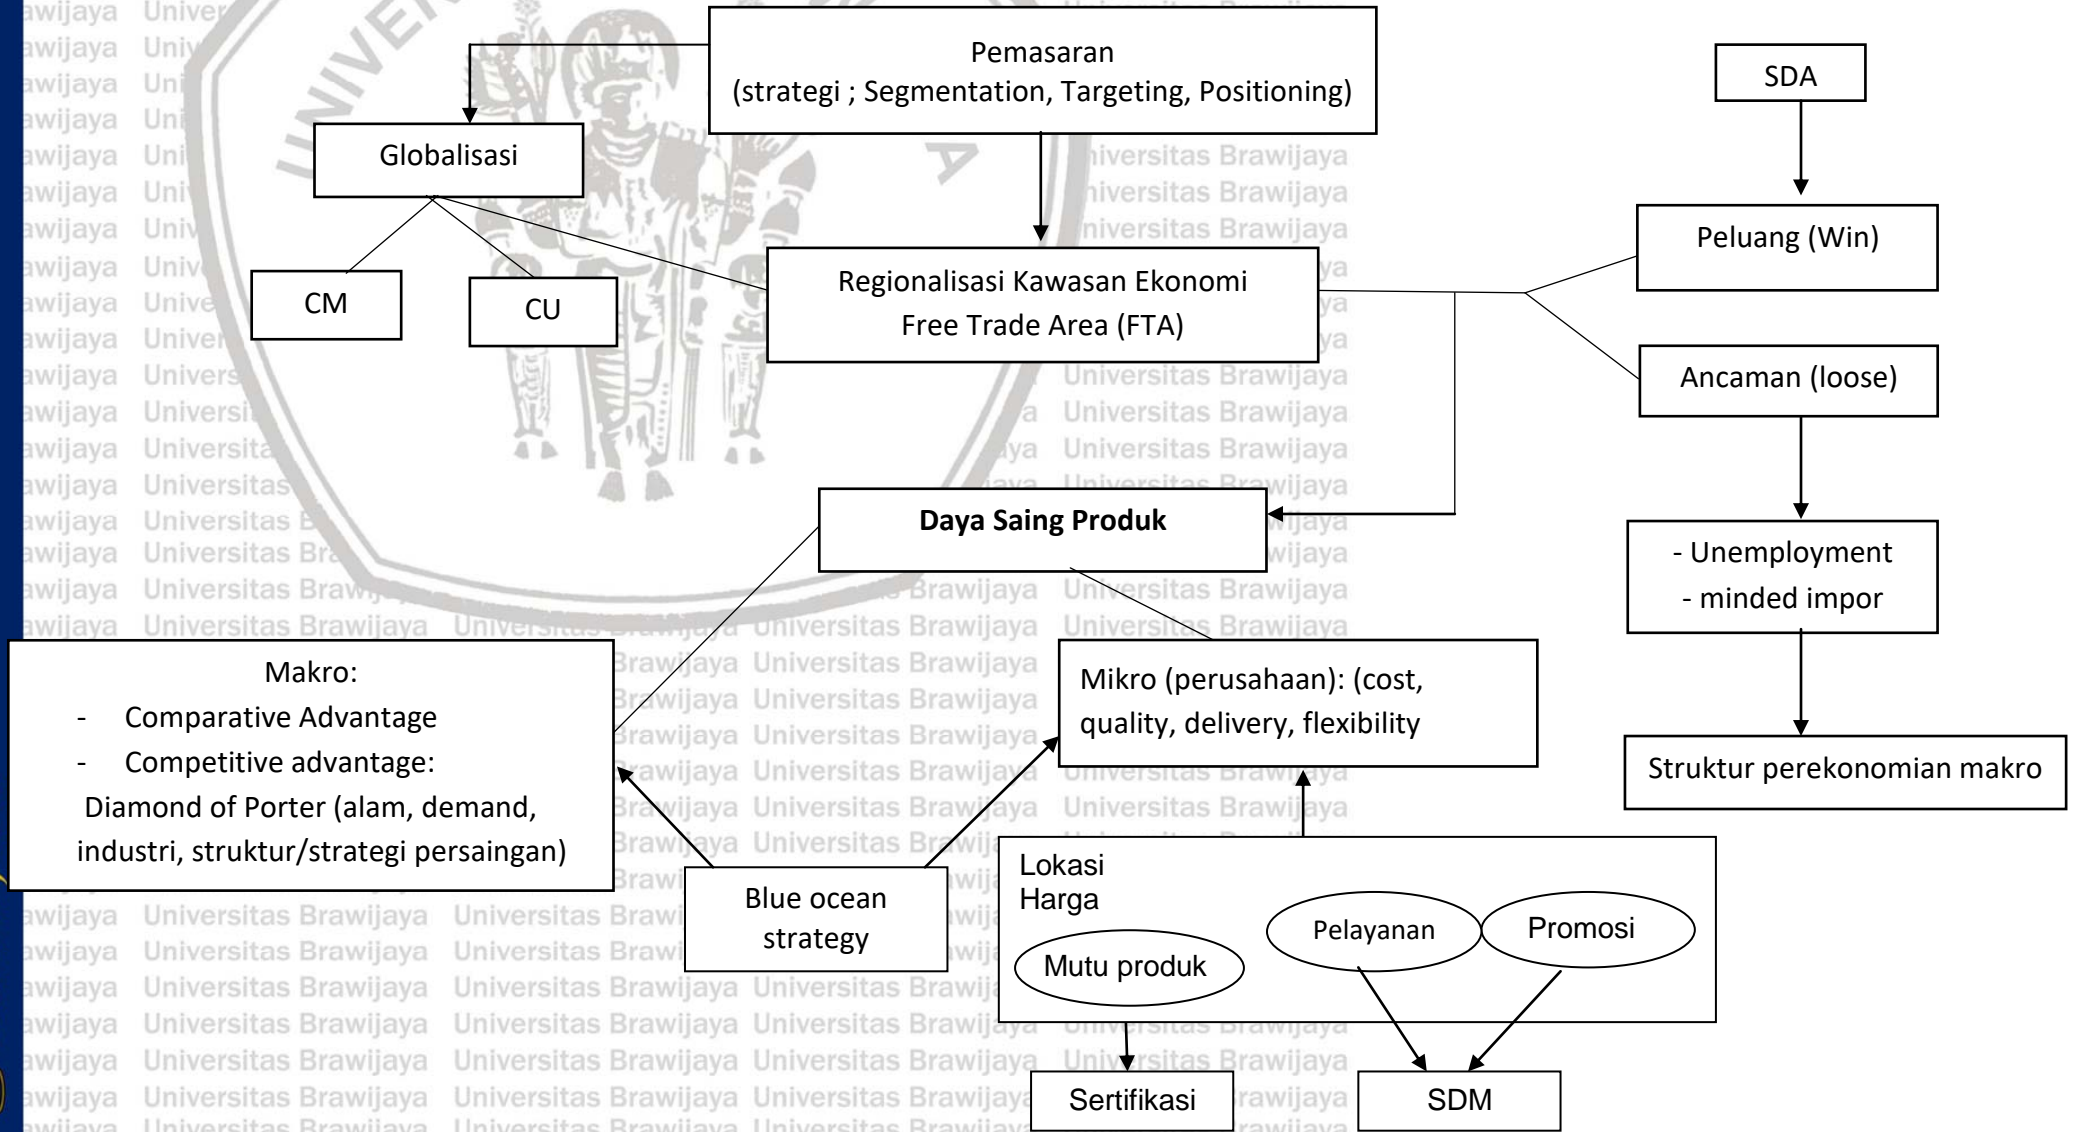 Pemasaran
(strategi ; Segmentation, Targeting, Positioning)
SDA
Globalisasi
Peluang (Win)
CM
CU
Regionalisasi Kawasan Ekonomi
Free Trade Area (FTA)
Ancaman (loose)
Daya Saing Produk
- Unemployment
- minded impor
Makro:
- Comparative Advantage
- Competitive advantage:
Diamond of Porter (alam, demand,
industri, struktur/strategi persaingan)
Mikro (perusahaan): (cost,
quality, delivery, flexibility
Struktur perekonomian makro
Blue ocean
strategy
Lokasi
Harga
Mutu produk
Pelayanan
Promosi
Sertifikasi
SDM